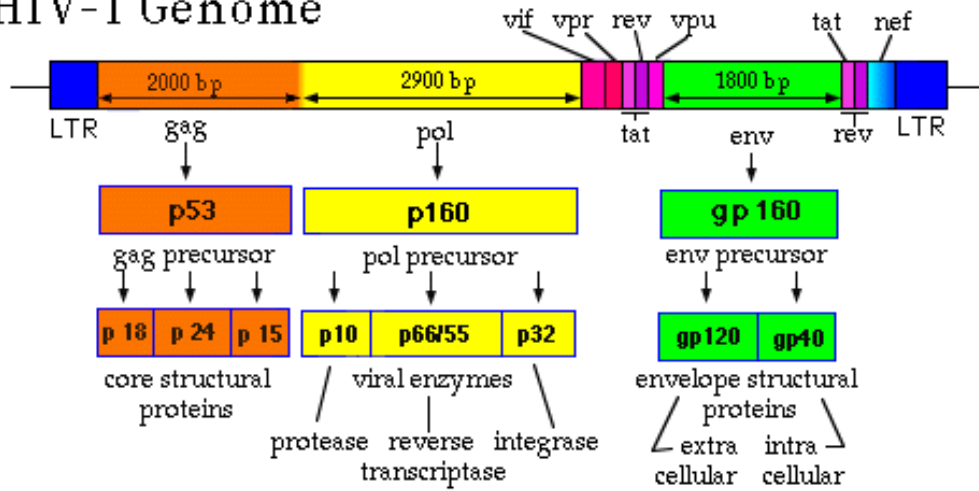 HIV-1 Genome
vif vpr rev vpu tat nef
2000 bp 2900 bp 1800 bp
LTR gag pol tat env rev LTR
p53 p160 gp 160
gag precursor pol precursor env precursor
p 18 p 24 p 15 p10 p66/55 p32 gp120 gp40
core structural viral enzymes envelope structural
proteins proteins
protease reverse integrase extra intra
transcriptase cellular cellular